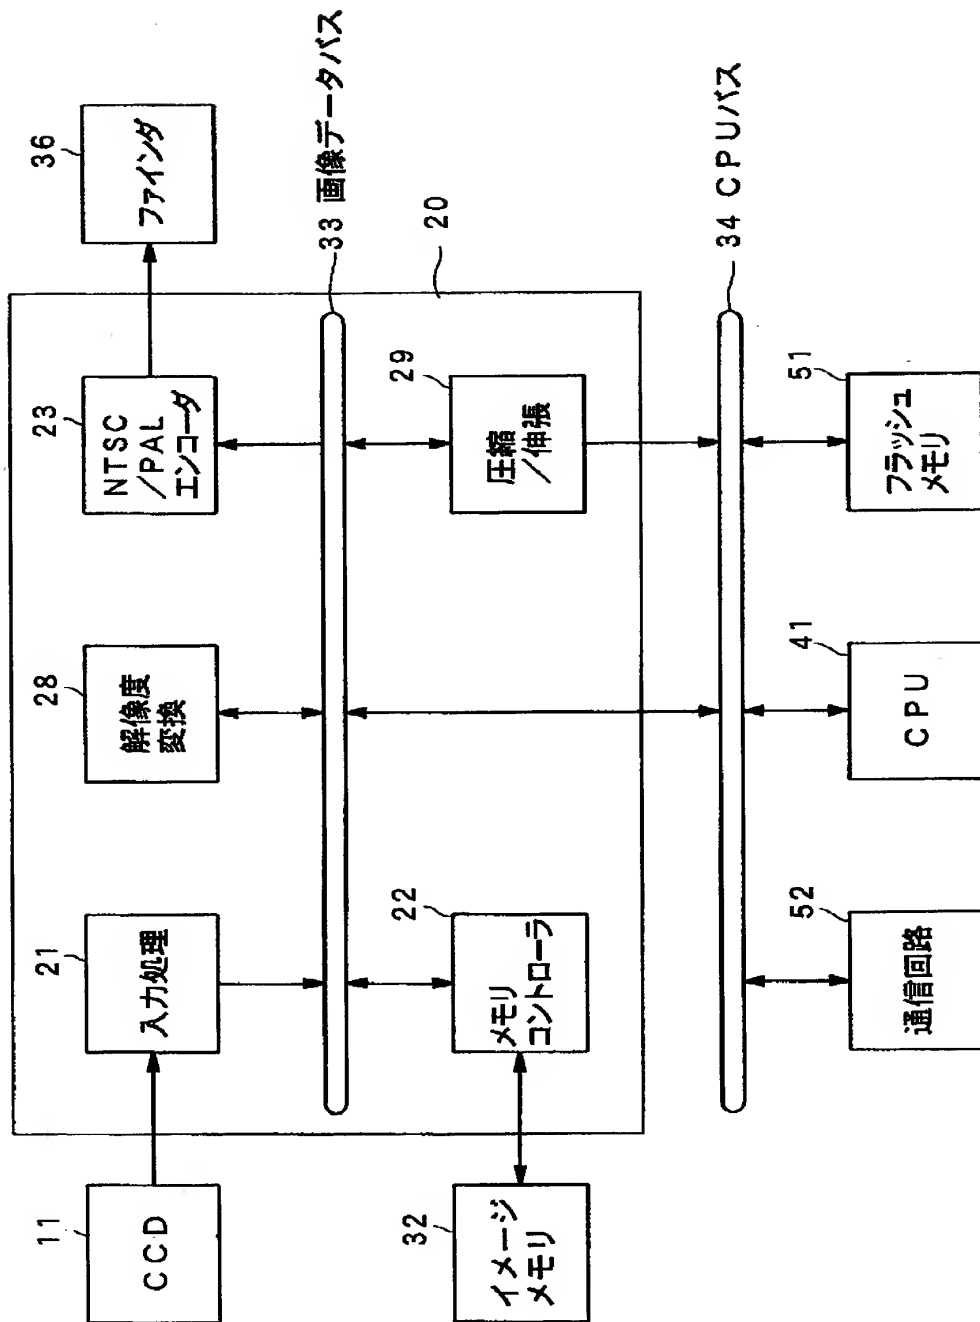 11
CCD
21
入力処理
28
解像度
変換
23
NTSC
/PAL
エンコーダ
36
ファインダ
33 画像データバス
20
32
イメージ
メモリ
22
メモリ
コントローラ
29
圧縮
/伸張
34 CPUバス
52
通信回路
41
CPU
51
フラッシュ
メモリ